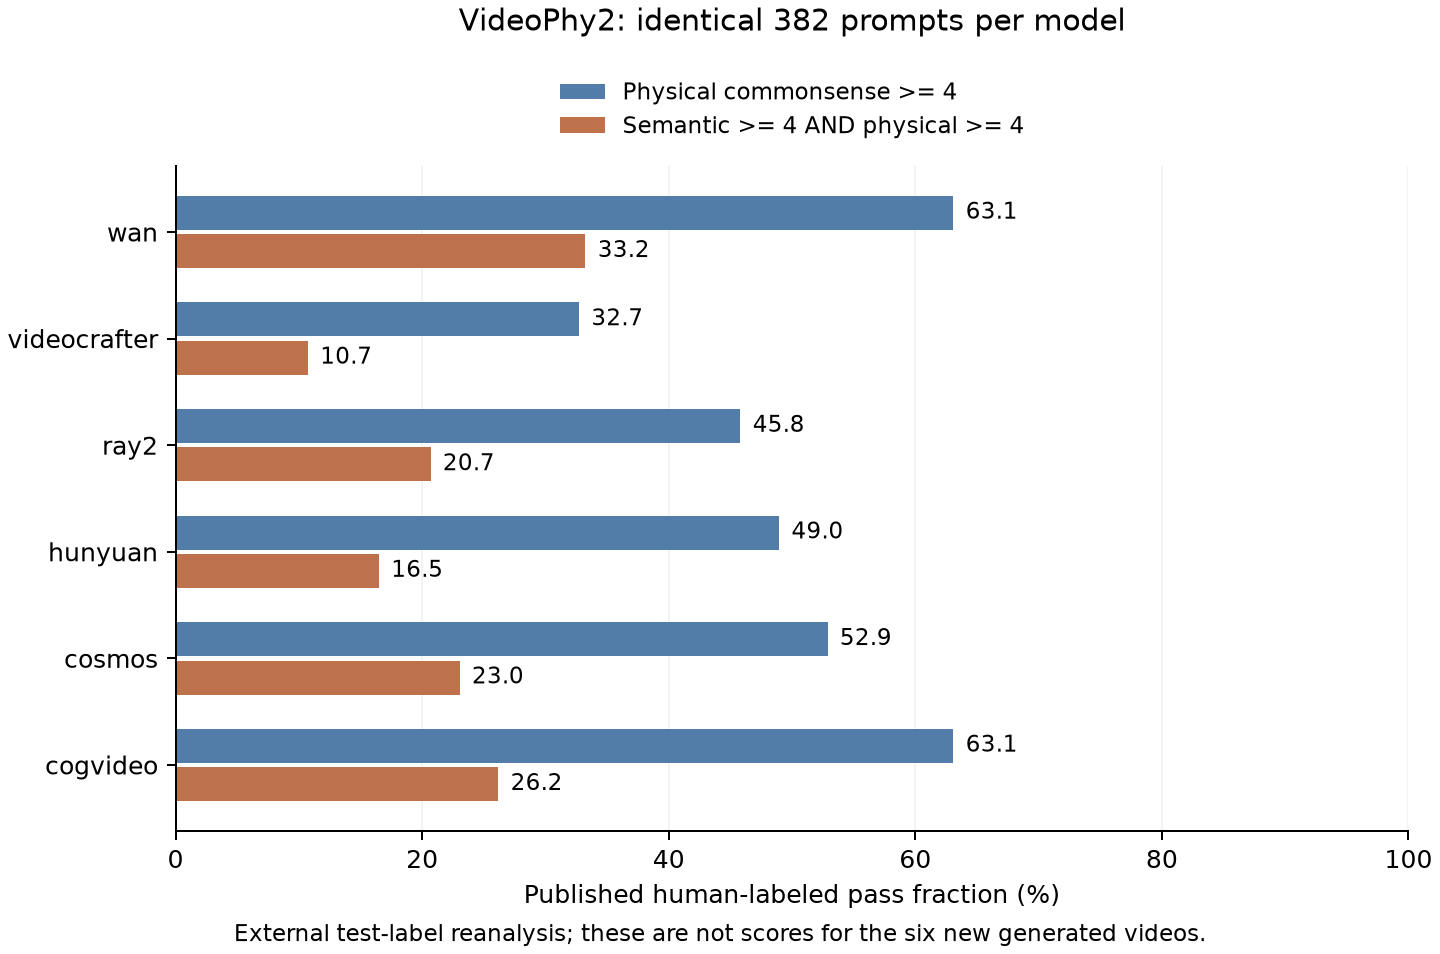 VideoPhy2: identical 382 prompts per model
Physical commonsense >= 4
Semantic >= 4 AND physical >= 4
wan
63.1
33.2
videocrafter
32.7
10.7
ray2
45.8
20.7
hunyuan
49.0
16.5
cosmos
52.9
23.0
cogvideo
63.1
26.2
0 20 40 60 80 100
Published human-labeled pass fraction (%)
External test-label reanalysis; these are not scores for the six new generated videos.